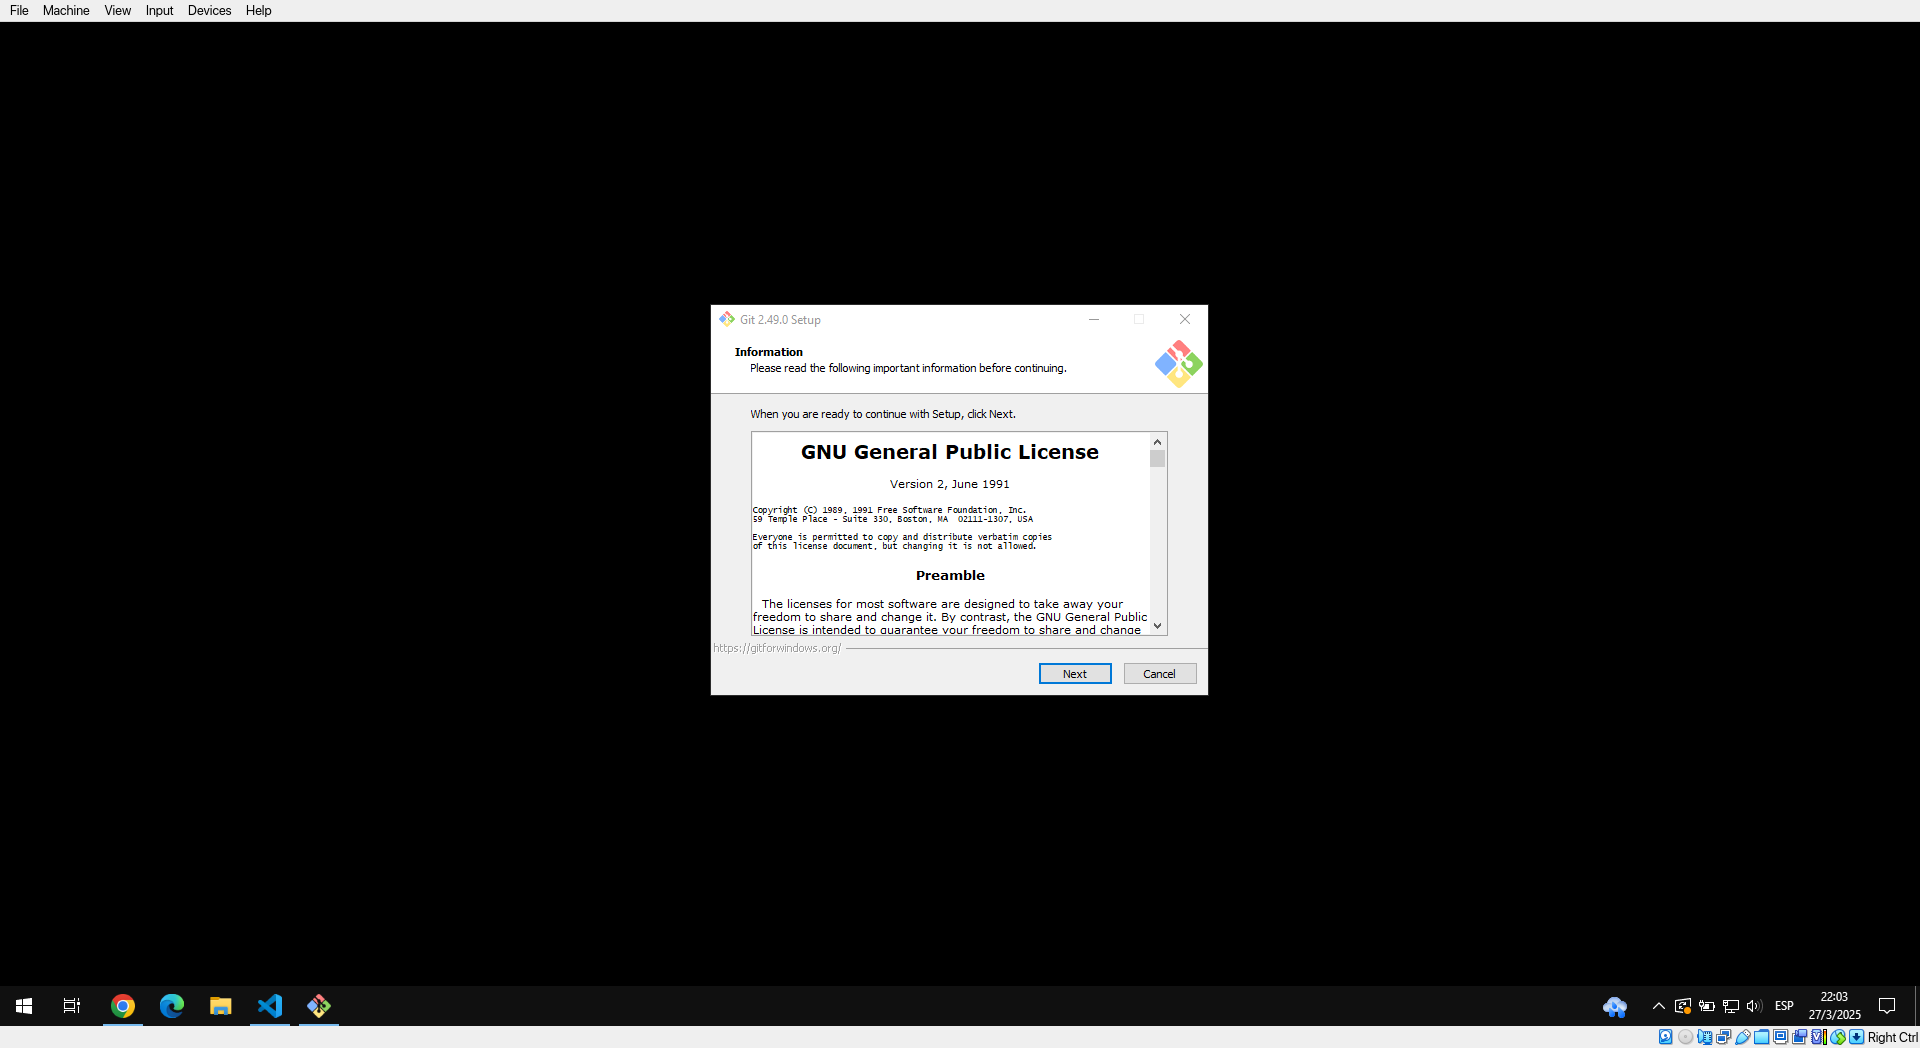 File Machine View Input Devices Help
Git 2.49.0 Setup
Information
Please read the following important information before continuing.
When you are ready to continue with Setup, click Next.
GNU General Public License
Version 2, June 1991
Copyright (C) 1989, 1991 Free Software Foundation, Inc.
59 Temple Place - Suite 330, Boston, MA  02111-1307, USA
Everyone is permitted to copy and distribute verbatim copies
of this license document, but changing it is not allowed.
Preamble
The licenses for most software are designed to take away your
freedom to share and change it. By contrast, the GNU General Public
License is intended to guarantee your freedom to share and change
https://gitforwindows.org/
Next Cancel
ESP
22:03
27/3/2025
Right Ctrl